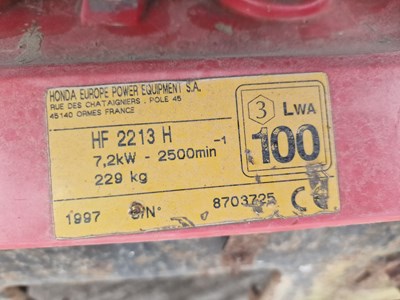 HONDA EUROPE POWER EQUIPMENT S.A.
RUE DES CHATAIGNIERS . POLE 45
45140 ORMES FRANCE
HF 2213 H
7,2kW - 2500min⁻¹
229 kg
1997 S/N° 8703725 CE
3 LWA
100